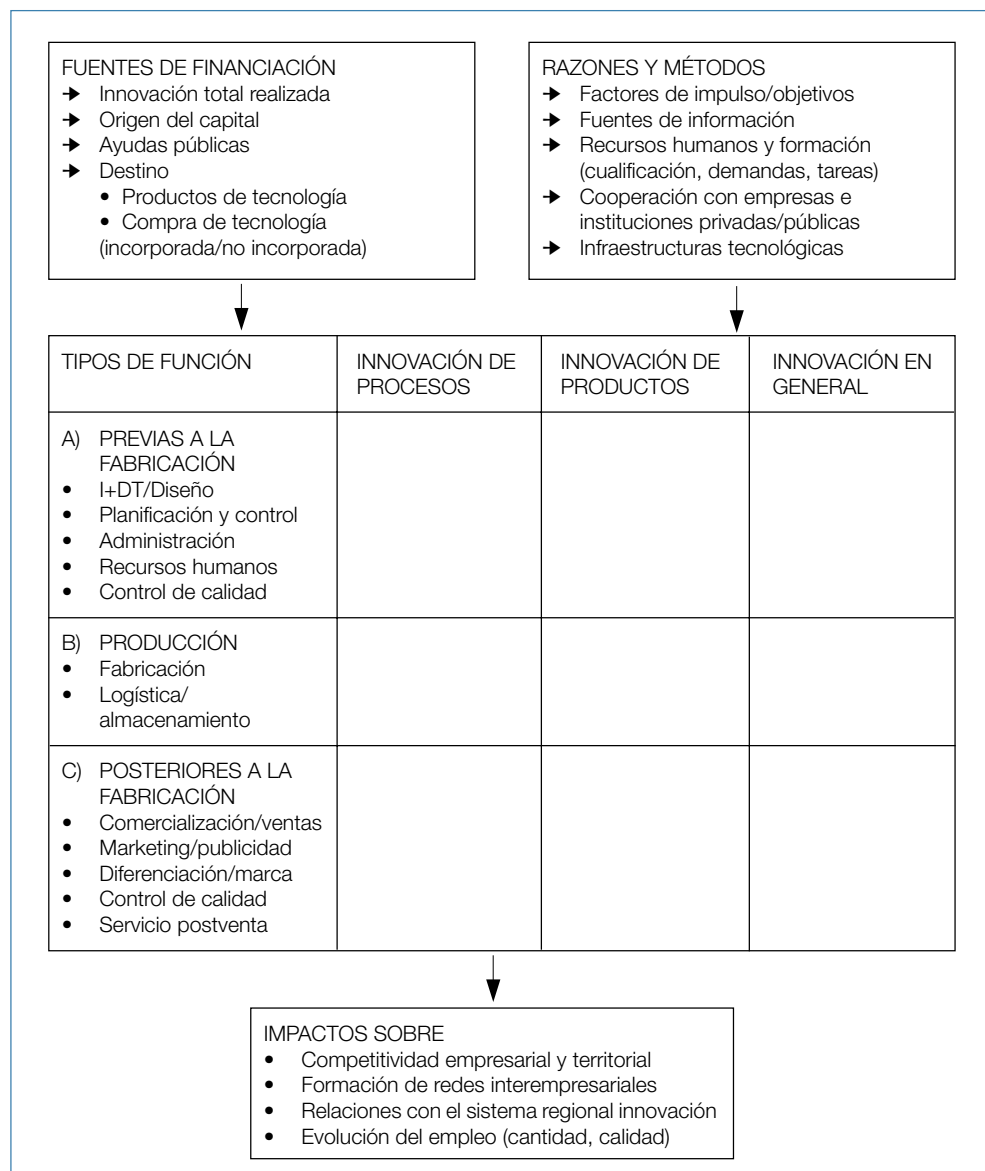 FUENTES DE FINANCIACIÓN
➔ Innovación total realizada
➔ Origen del capital
➔ Ayudas públicas
➔ Destino
• Productos de tecnología
• Compra de tecnología
(incorporada/no incorporada)
RAZONES Y MÉTODOS
➔ Factores de impulso/objetivos
➔ Fuentes de información
➔ Recursos humanos y formación
(cualificación, demandas, tareas)
➔ Cooperación con empresas e
instituciones privadas/públicas
➔ Infraestructuras tecnológicas
TIPOS DE FUNCIÓN
INNOVACIÓN DE
PROCESOS
INNOVACIÓN DE
PRODUCTOS
INNOVACIÓN EN
GENERAL
A) PREVIAS A LA
FABRICACIÓN
• I+DT/Diseño
• Planificación y control
• Administración
• Recursos humanos
• Control de calidad
B) PRODUCCIÓN
• Fabricación
• Logística/
almacenamiento
C) POSTERIORES A LA
FABRICACIÓN
• Comercialización/ventas
• Marketing/publicidad
• Diferenciación/marca
• Control de calidad
• Servicio postventa
IMPACTOS SOBRE
• Competitividad empresarial y territorial
• Formación de redes interempresariales
• Relaciones con el sistema regional innovación
• Evolución del empleo (cantidad, calidad)